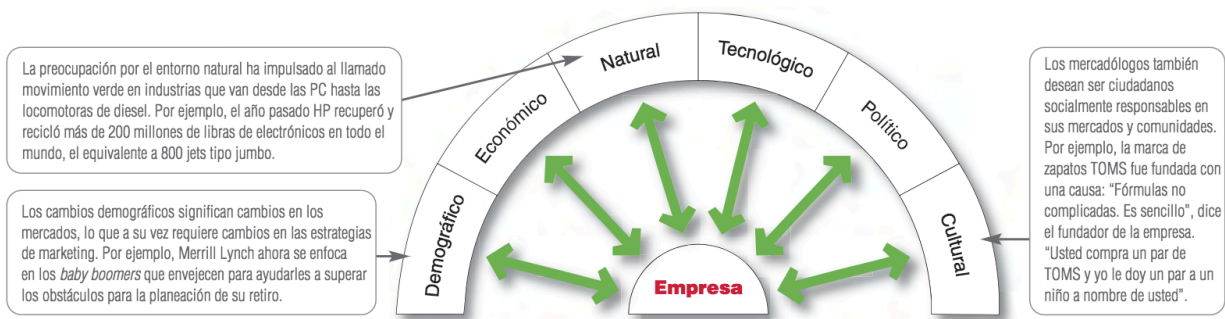 La preocupación por el entorno natural ha impulsado al llamado
movimiento verde en industrias que van desde las PC hasta las
locomotoras de diesel. Por ejemplo, el año pasado HP recuperó y
recicló más de 200 millones de libras de electrónicos en todo el
mundo, el equivalente a 800 jets tipo jumbo.
Los cambios demográficos significan cambios en los
mercados, lo que a su vez requiere cambios en las estrategias
de marketing. Por ejemplo, Merrill Lynch ahora se enfoca
en los baby boomers que envejecen para ayudarles a superar
los obstáculos para la planeación de su retiro.
Demográfico
Económico
Natural
Tecnológico
Político
Cultural
Empresa
Los mercadólogos también
desean ser ciudadanos
socialmente responsables en
sus mercados y comunidades.
Por ejemplo, la marca de
zapatos TOMS fue fundada con
una causa: “Fórmulas no
complicadas. Es sencillo”, dice
el fundador de la empresa.
“Usted compra un par de
TOMS y yo le doy un par a un
niño a nombre de usted”.